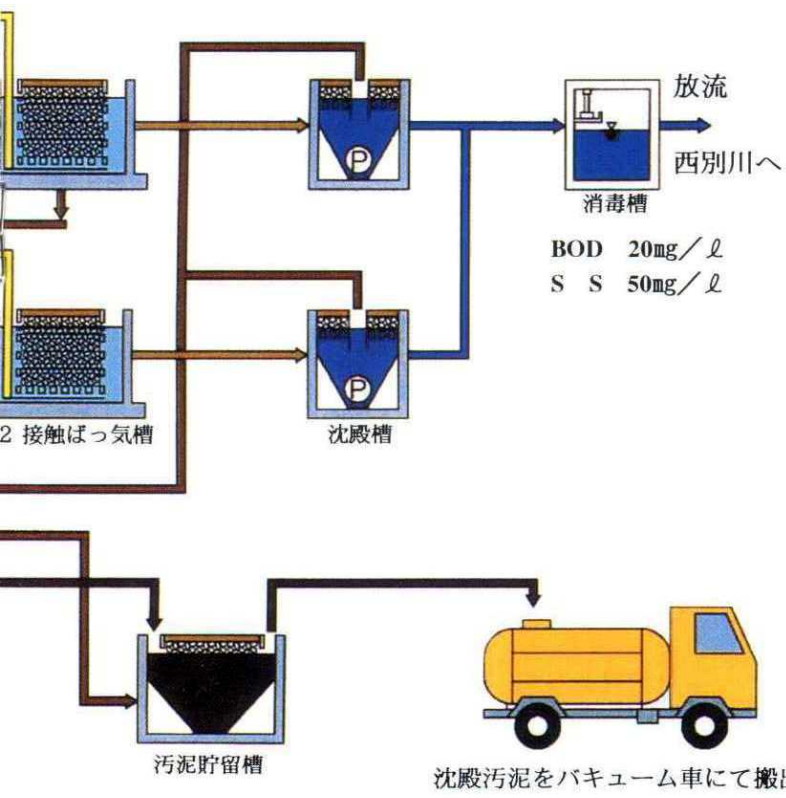 放流
西別川へ
消毒槽
BOD 20㎎／ℓ
S S 50㎎／ℓ
P
P
2 接触ばっ気槽
沈殿槽
汚泥貯留槽
沈殿汚泥をバキューム車にて搬出